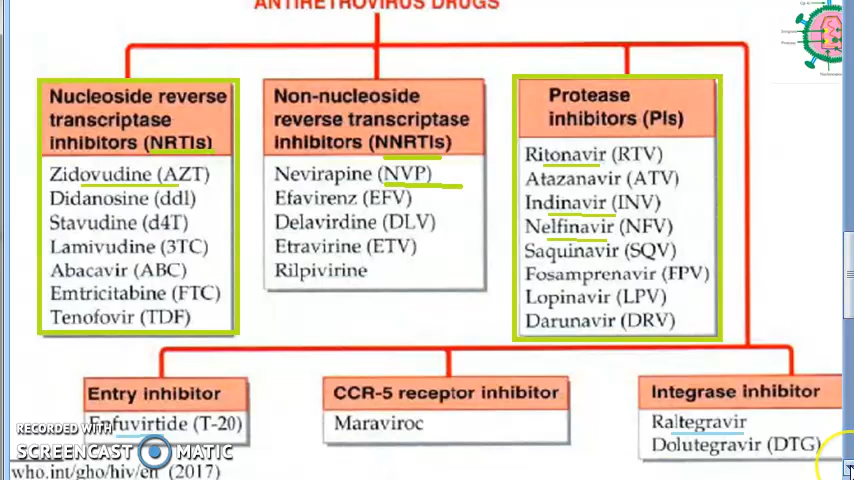 ANTIRETROVIRUS DRUGS
Nucleoside reverse
transcriptase
inhibitors (NRTIs)
Zidovudine (AZT)
Didanosine (ddl)
Stavudine (d4T)
Lamivudine (3TC)
Abacavir (ABC)
Emtricitabine (FTC)
Tenofovir (TDF)
Non-nucleoside
reverse transcriptase
inhibitors (NNRTIs)
Nevirapine (NVP)
Efavirenz (EFV)
Delavirdine (DLV)
Etravirine (ETV)
Rilpivirine
Protease
inhibitors (PIs)
Ritonavir (RTV)
Atazanavir (ATV)
Indinavir (INV)
Nelfinavir (NFV)
Saquinavir (SQV)
Fosamprenavir (FPV)
Lopinavir (LPV)
Darunavir (DRV)
Entry inhibitor
Enfuvirtide (T-20)
CCR-5 receptor inhibitor
Maraviroc
Integrase inhibitor
Raltegravir
Dolutegravir (DTG)
RECORDED WITH
SCREENCAST MATIC
who.int/gho/hiv/en (2017)